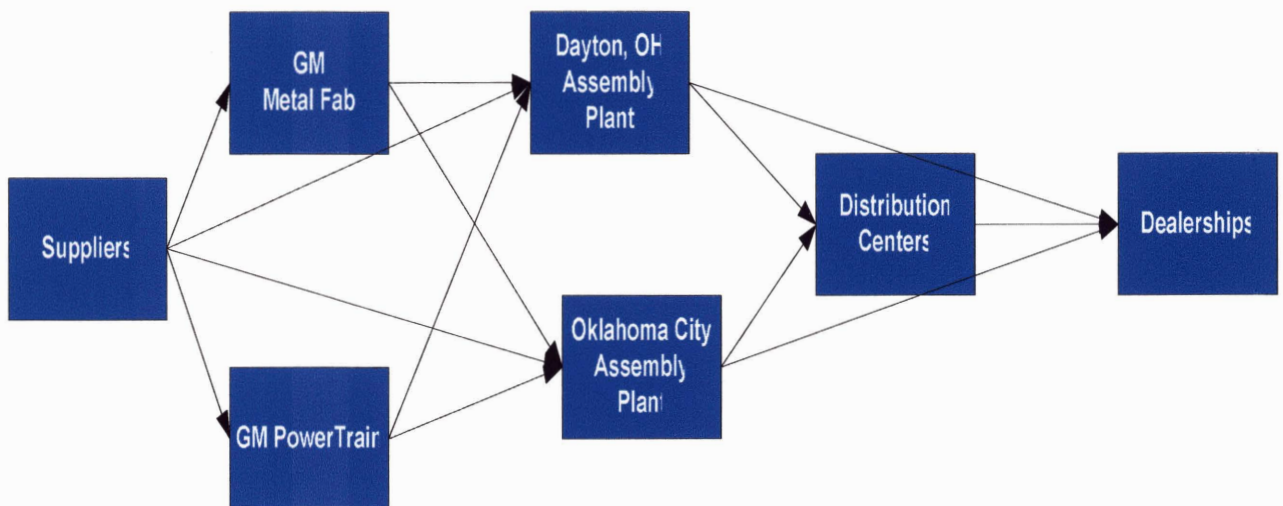 GM
Metal Fab
Dayton, OH
Assembly
Plant
Suppliers
Distribution
Centers
Dealerships
Oklahoma City
Assembly
Plant
GM PowerTrain